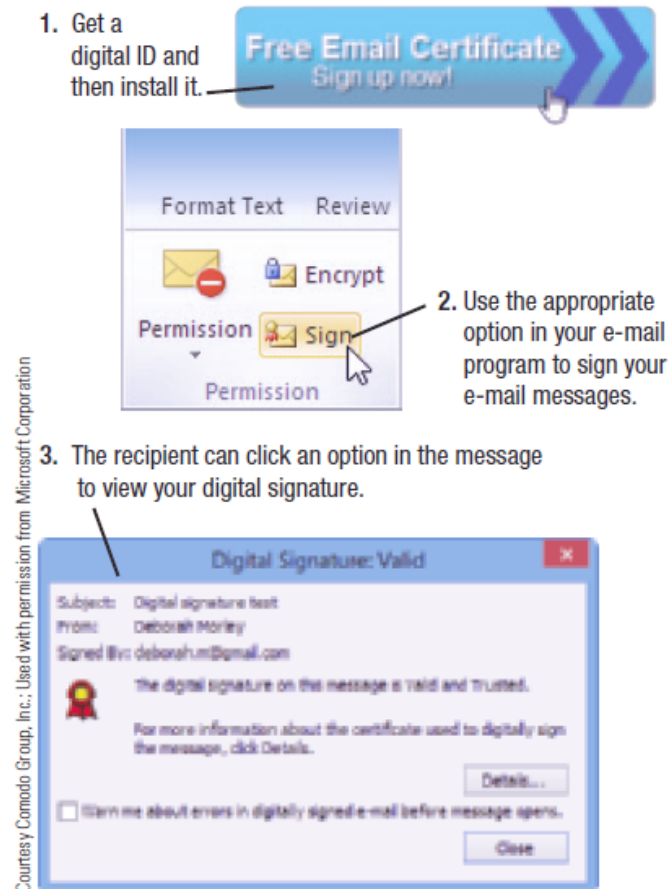 1. Get a
digital ID and
then install it.
Free Email Certificate
Sign up now!
Format Text Review
Encrypt
Permission
Sign
Permission
2. Use the appropriate
option in your e-mail
program to sign your
e-mail messages.
3. The recipient can click an option in the message
to view your digital signature.
Digital Signature: Valid
Subject: Digital signature test
From: Deborah Morley
Signed By: deborah.m@gmail.com
The digital signature on this message is Valid and Trusted.
For more information about the certificate used to digitally sign
the message, click Details.
Details...
Warn me about errors in digitally signed e-mail before message opens.
Close
Courtesy Comodo Group, Inc.; Used with permission from Microsoft Corporation